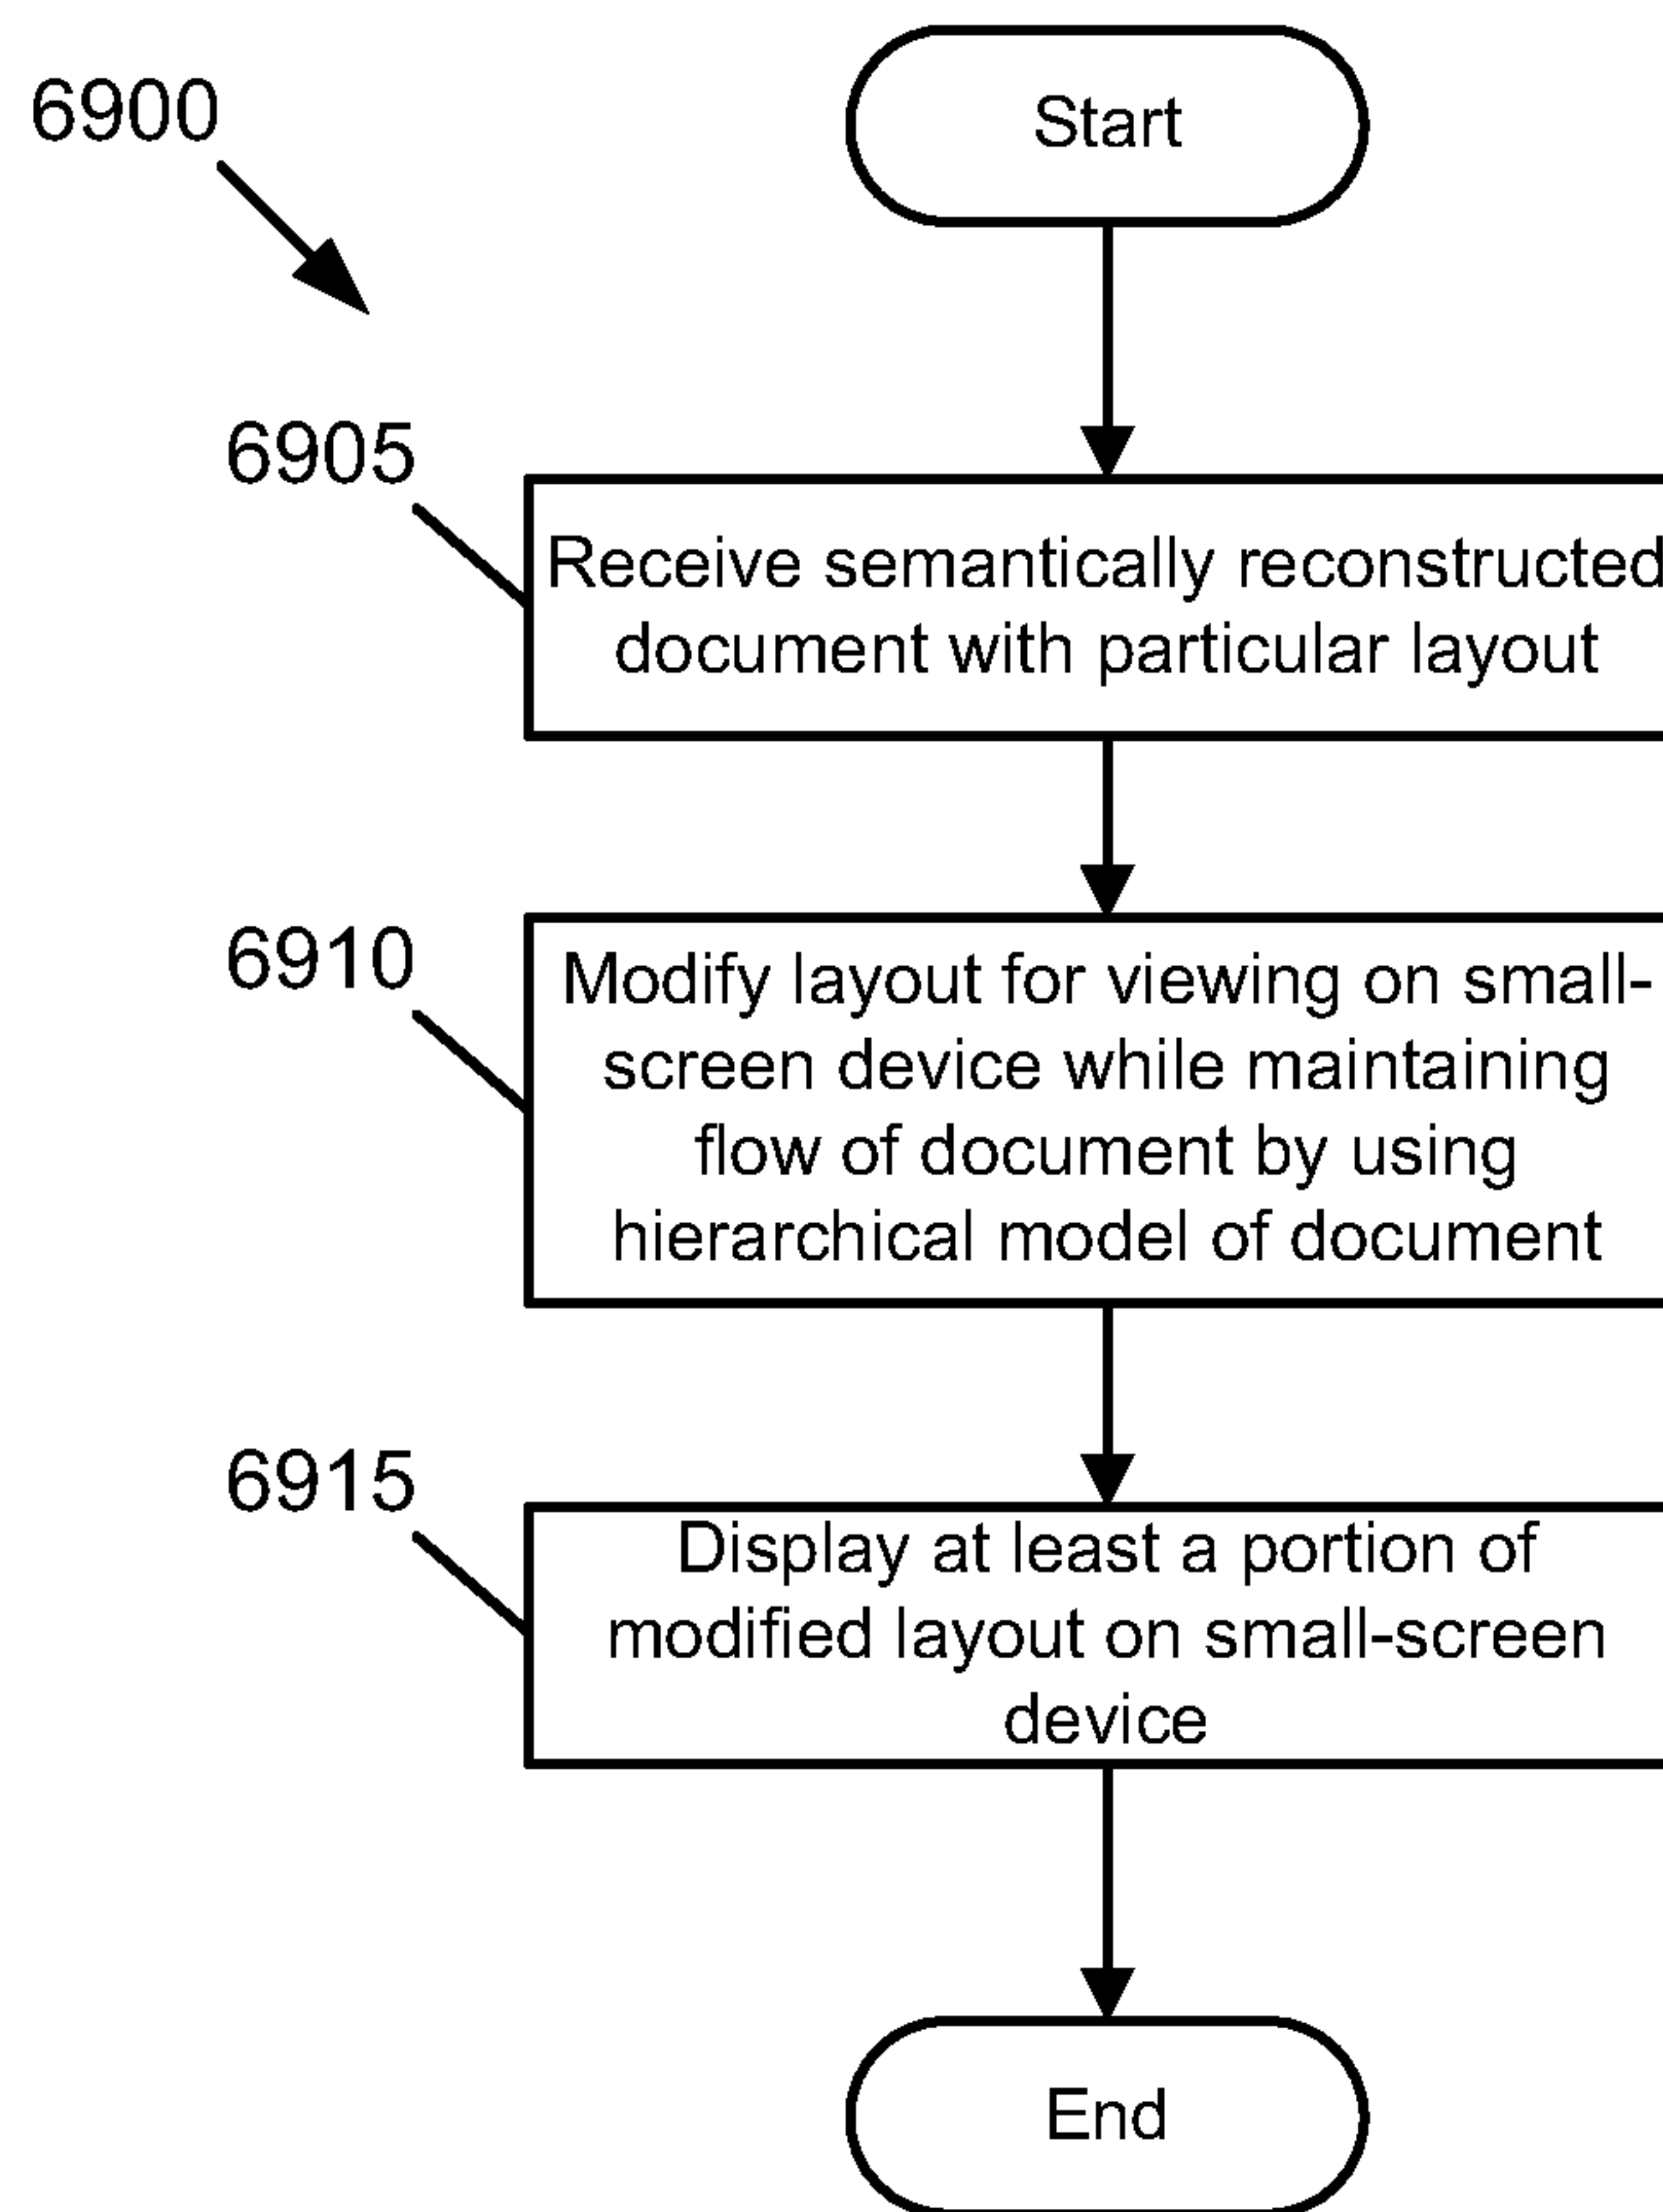 6900
Start
6905
Receive semantically reconstructed
document with particular layout
6910
Modify layout for viewing on small-
screen device while maintaining
flow of document by using
hierarchical model of document
6915
Display at least a portion of
modified layout on small-screen
device
End